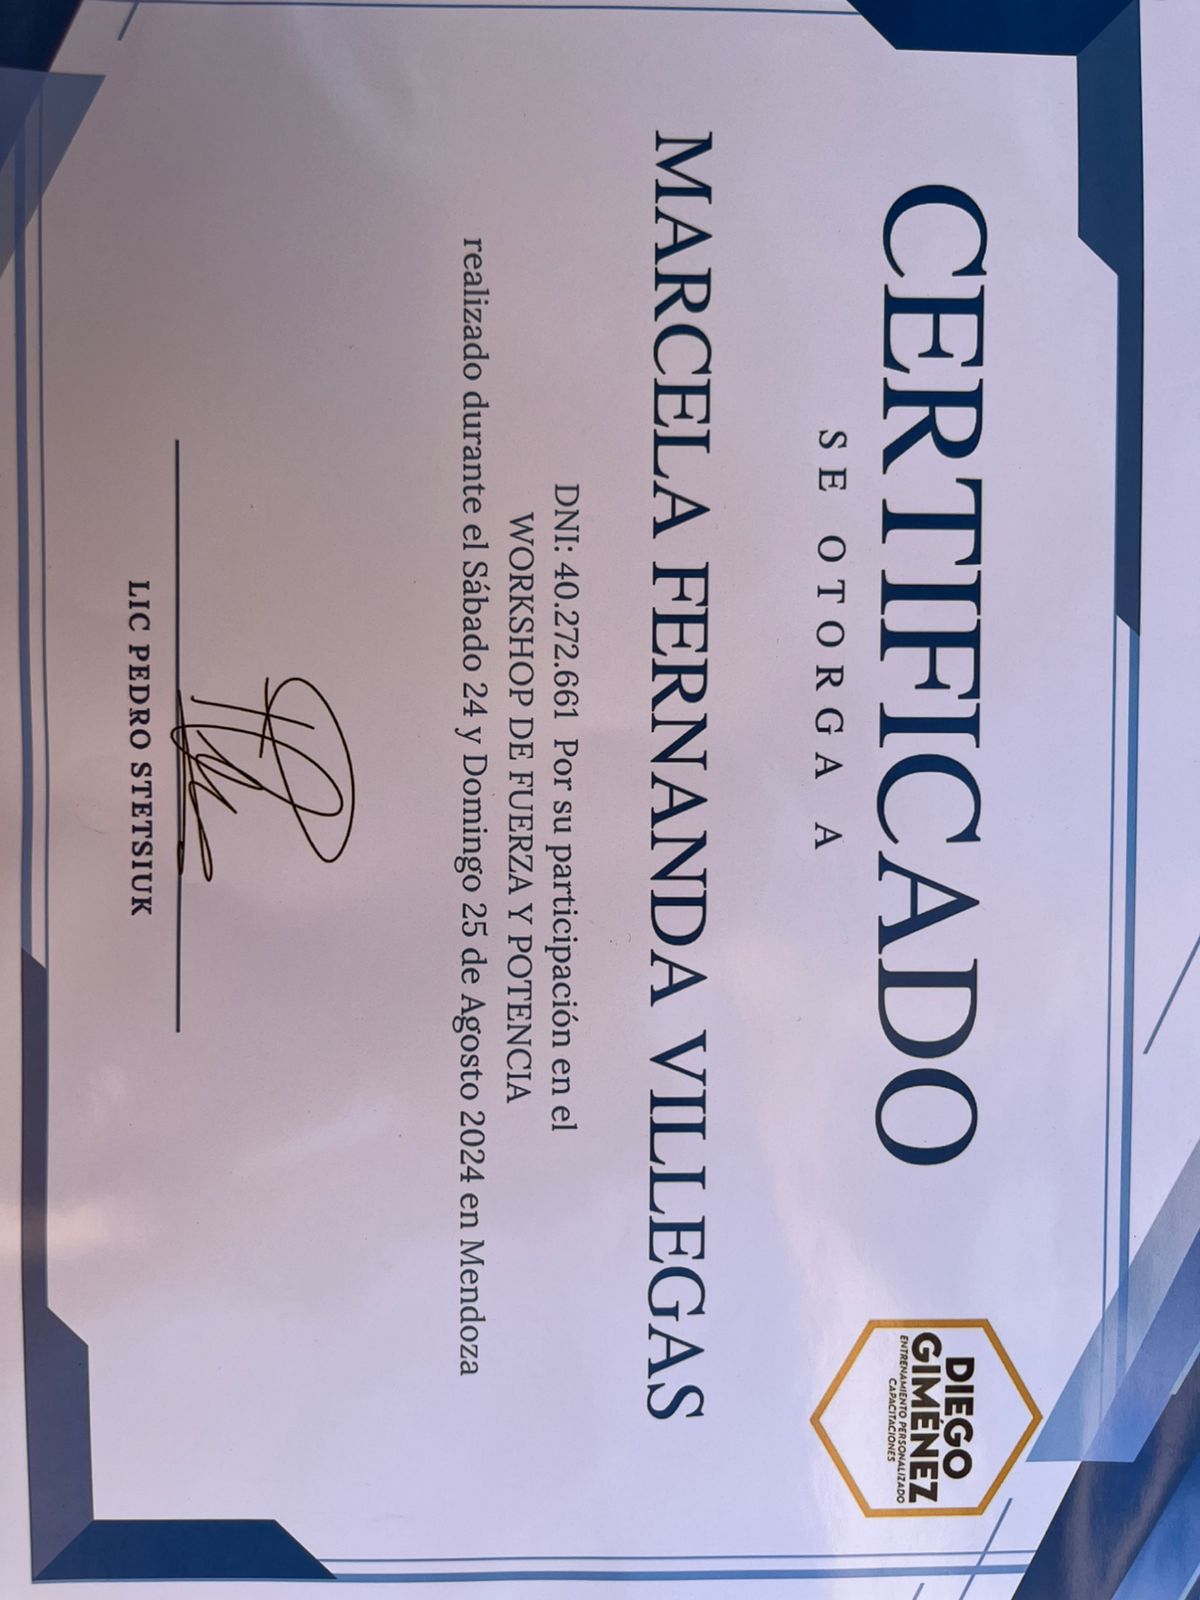 CERTIFICADO
SE OTORGA A
MARCELA FERNANDA VILLEGAS
DNI: 40.272.661 Por su participación en el
WORKSHOP DE FUERZA Y POTENCIA
realizado durante el Sábado 24 y Domingo 25 de Agosto 2024 en Mendoza
LIC PEDRO STETSIUK
DIEGO
GIMÉNEZ
ENTRENAMIENTO PERSONALIZADO
CAPACITACIONES